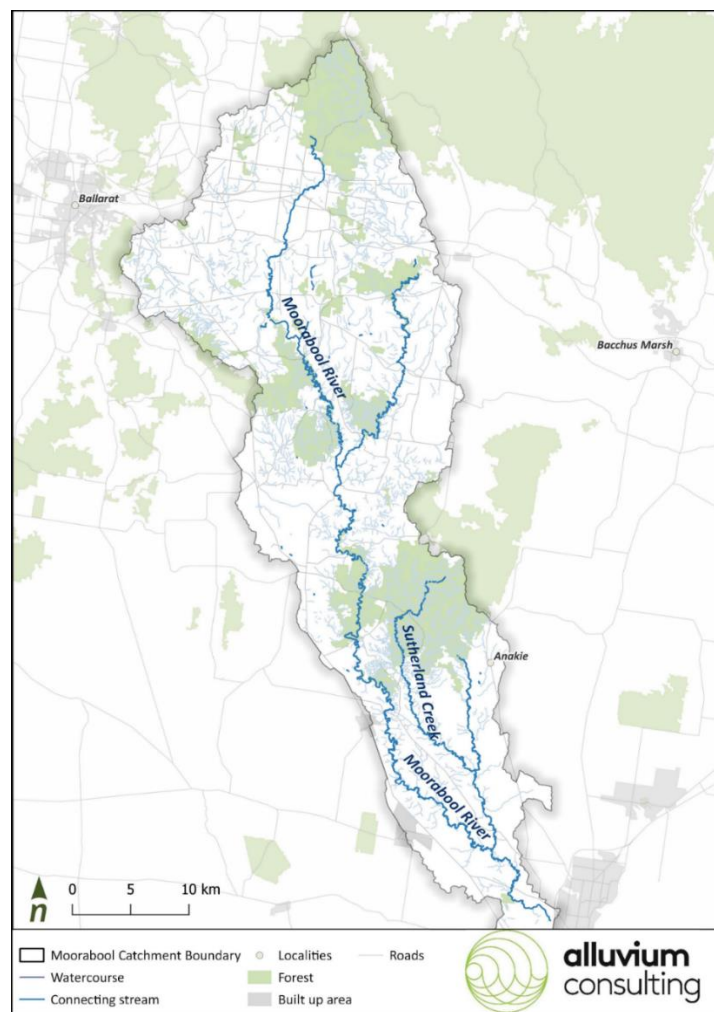 Ballarat
Moorabool River
Bacchus Marsh
Sutherland Creek
Anakie
Moorabool River
n
0 5 10 km
Moorabool Catchment Boundary
Localities
Roads
Watercourse
Forest
Connecting stream
Built up area
alluvium
consulting